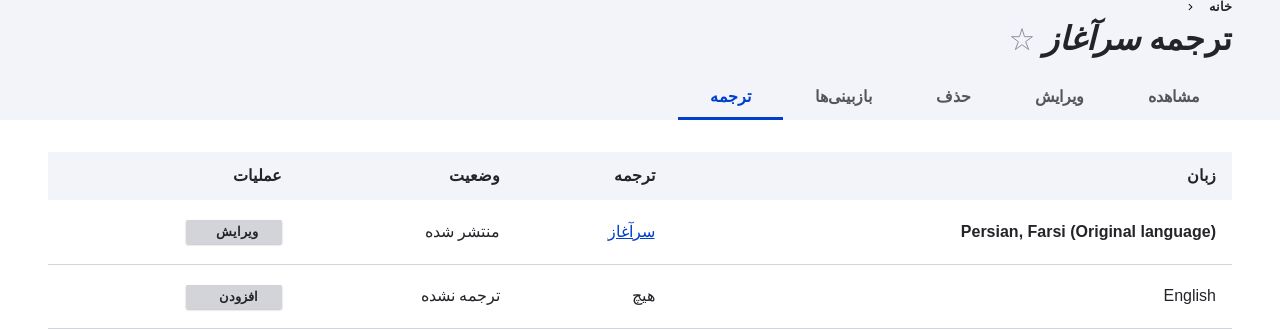 خانه
ترجمه سرآغاز
مشاهده ویرایش حذف بازبینی‌ها ترجمه
زبان ترجمه وضعیت عملیات
Persian, Farsi (Original language) سرآغاز منتشر شده ویرایش
English هیچ ترجمه نشده افزودن